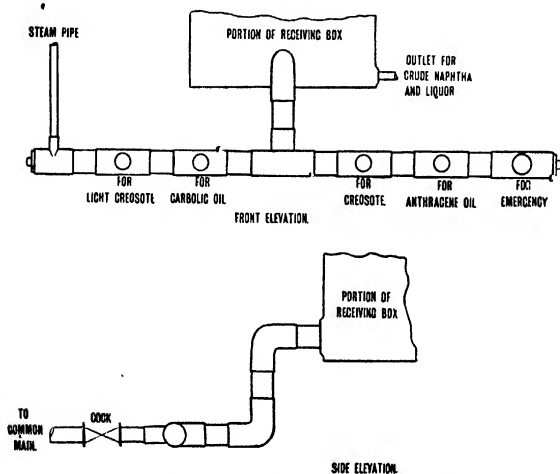 STEAM PIPE
PORTION OF RECEIVING BOX
OUTLET FOR
CRUDE NAPHTHA
AND LIQUOR
FOR
LIGHT CREOSOTE
FOR
CARBOLIC OIL
FOR
CREOSOTE.
FOR
ANTHRACENE OIL
FOR
EMERGENCY
FRONT ELEVATION.
PORTION OF
RECEIVING BOX
TO
COMMON
MAIN.
COCK
SIDE ELEVATION.